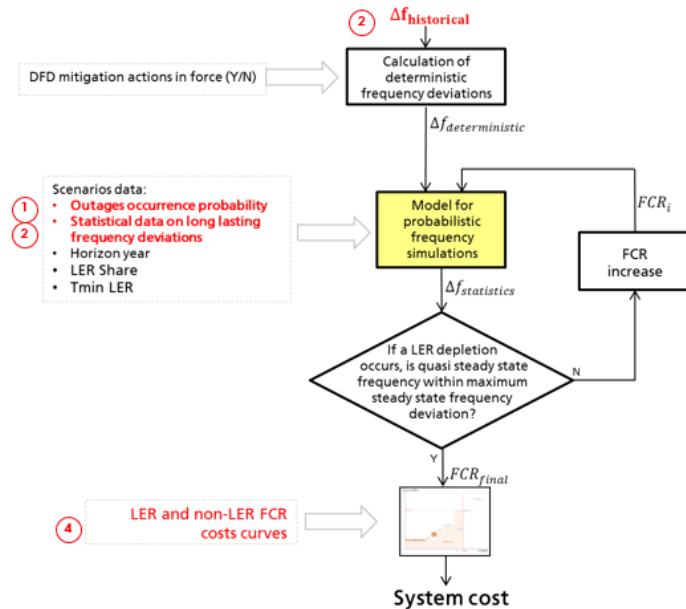 2 Δf_historical
Calculation of
deterministic
frequency deviations
DFD mitigation actions in force (Y/N)
Δf_deterministic
Scenarios data:
1 • Outages occurrence probability
2 • Statistical data on long lasting
frequency deviations
• Horizon year
• LER Share
• Tmin LER
Model for
probabilistic
frequency
simulations
FCR_i
FCR
increase
Δf_statistics
If a LER depletion
occurs, is quasi steady state
frequency within maximum
steady state frequency
deviation?
N
Y
FCR_final
4 LER and non-LER FCR
costs curves
System cost